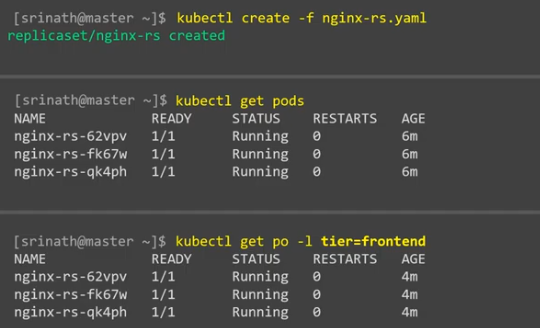 [srinath@master ~]$ kubectl create -f nginx-rs.yaml
replicaset/nginx-rs created
[srinath@master ~]$ kubectl get pods
NAME READY STATUS RESTARTS AGE
nginx-rs-62vpv 1/1 Running 0 6m
nginx-rs-fk67w 1/1 Running 0 6m
nginx-rs-qk4ph 1/1 Running 0 6m
[srinath@master ~]$ kubectl get po -l tier=frontend
NAME READY STATUS RESTARTS AGE
nginx-rs-62vpv 1/1 Running 0 4m
nginx-rs-fk67w 1/1 Running 0 4m
nginx-rs-qk4ph 1/1 Running 0 4m